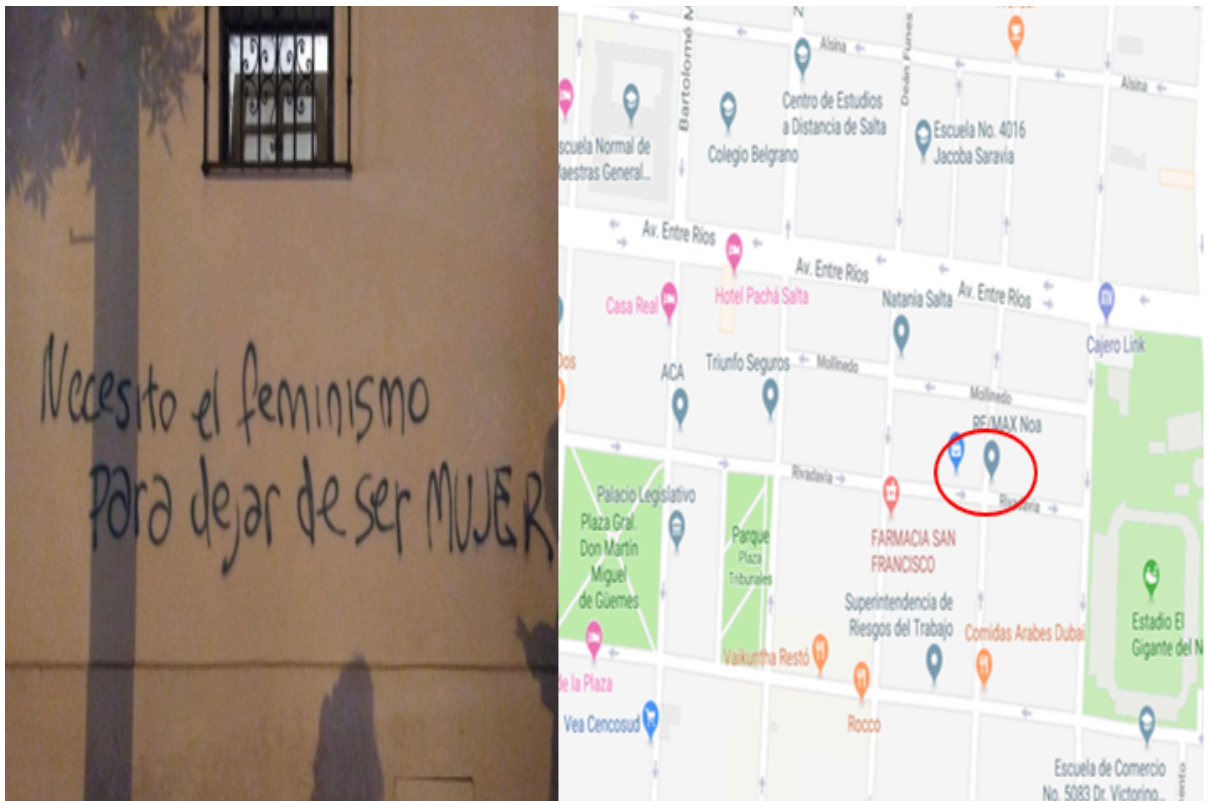 Necesito el feminismo
para dejar de ser MUJER
Bartolomé M
Z
Deán Funes
Alsina
Alsina
Centro de Estudios
a Distancia de Salta
Escuela No. 4016
Jacoba Saravia
Colegio Belgrano
scuela Normal de
aestras General...
Av. Entre Ríos
Av. Entre Ríos
Av. Entre Ríos
Casa Real
Hotel Pachá Salta
Natania Salta
Cajero Link
Dos
ACA
Triunfo Seguros
Mollinedo
Mollinedo
RE/MAX Noa
Rivadavia
Rivadavia
Palacio Legislativo
Plaza Gral.
Don Martín
Miguel
de Güemes
Parque
Plaza
Tribunales
FARMACIA SAN
FRANCISCO
Superintendencia de
Riesgos del Trabajo
Comidas Arabes Dubai
Estadio El
Gigante del N
Vaikuntha Restó
de la Plaza
Vea Cencosud
Rocco
Escuela de Comercio
No. 5083 Dr. Victorino...